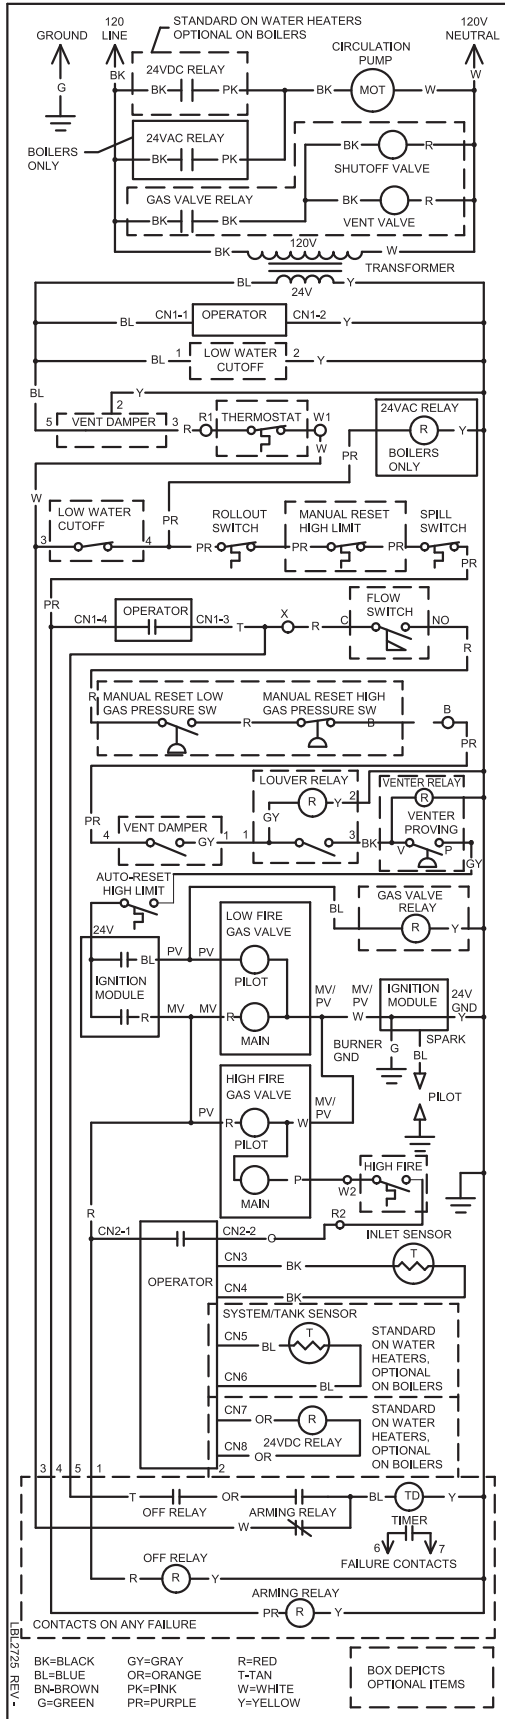 GROUND
120
LINE
STANDARD ON WATER HEATERS
OPTIONAL ON BOILERS
120V
NEUTRAL
CIRCULATION
PUMP
BK
24VDC RELAY
W
G
BK
PK
BK
MOT
W
24VAC RELAY
BOILERS
ONLY
BK
PK
BK
R
SHUTOFF VALVE
GAS VALVE RELAY
BK
R
BK
BK
VENT VALVE
120V
BK
W
TRANSFORMER
BL
Y
24V
BL
CN1-1
OPERATOR
CN1-2
Y
BL
1
LOW WATER
CUTOFF
2
Y
BL
Y
2
5
VENT DAMPER
3
R
R1
THERMOSTAT
W1
24VAC RELAY
R
Y
W
BOILERS
ONLY
PR
W
LOW WATER
CUTOFF
PR
ROLLOUT
SWITCH
MANUAL RESET
HIGH LIMIT
SPILL
SWITCH
3
4
PR
PR
PR
PR
PR
OPERATOR
FLOW
SWITCH
CN1-4
CN1-3
T
X
R
C
NO
R
R
MANUAL RESET LOW
GAS PRESSURE SW
MANUAL RESET HIGH
GAS PRESSURE SW
R
B
B
PR
LOUVER RELAY
VENTER RELAY
R
Y
2
R
GY
VENTER
PROVING
PR
4
VENT DAMPER
GY
1
1
3
BK
V
P
GY
AUTO-RESET
HIGH LIMIT
GAS VALVE
RELAY
BL
R
Y
24V
LOW FIRE
GAS VALVE
BL
PV
PV
PILOT
IGNITION
MODULE
MV/
PV
MV/
PV
IGNITION
MODULE
24V
GND
R
MV
MV
R
W
Y
MAIN
BURNER
GND
G
SPARK
BL
HIGH FIRE
GAS VALVE
MV/
PV
PILOT
PV
R
W
PILOT
HIGH FIRE
P
MAIN
W2
R
R2
CN2-1
CN2-2
O
INLET SENSOR
OPERATOR
CN3
BK
T
CN4
BK
SYSTEM/TANK SENSOR
CN5
BL
T
STANDARD
ON WATER
HEATERS,
OPTIONAL
ON BOILERS
CN6
BL
CN7
OR
R
24VDC RELAY
STANDARD
ON WATER
HEATERS,
OPTIONAL
ON BOILERS
CN8
OR
3
4
5
1
2
T
OFF RELAY
OR
ARMING RELAY
BL
TD
Y
TIMER
W
6
7
FAILURE CONTACTS
OFF RELAY
R
R
Y
ARMING RELAY
PR
R
Y
CONTACTS ON ANY FAILURE
LBL2725 REV -
BK=BLACK
GY=GRAY
R=RED
BL=BLUE
OR=ORANGE
T-TAN
BN-BROWN
PK=PINK
W=WHITE
G=GREEN
PR=PURPLE
Y=YELLOW
BOX DEPICTS
OPTIONAL ITEMS